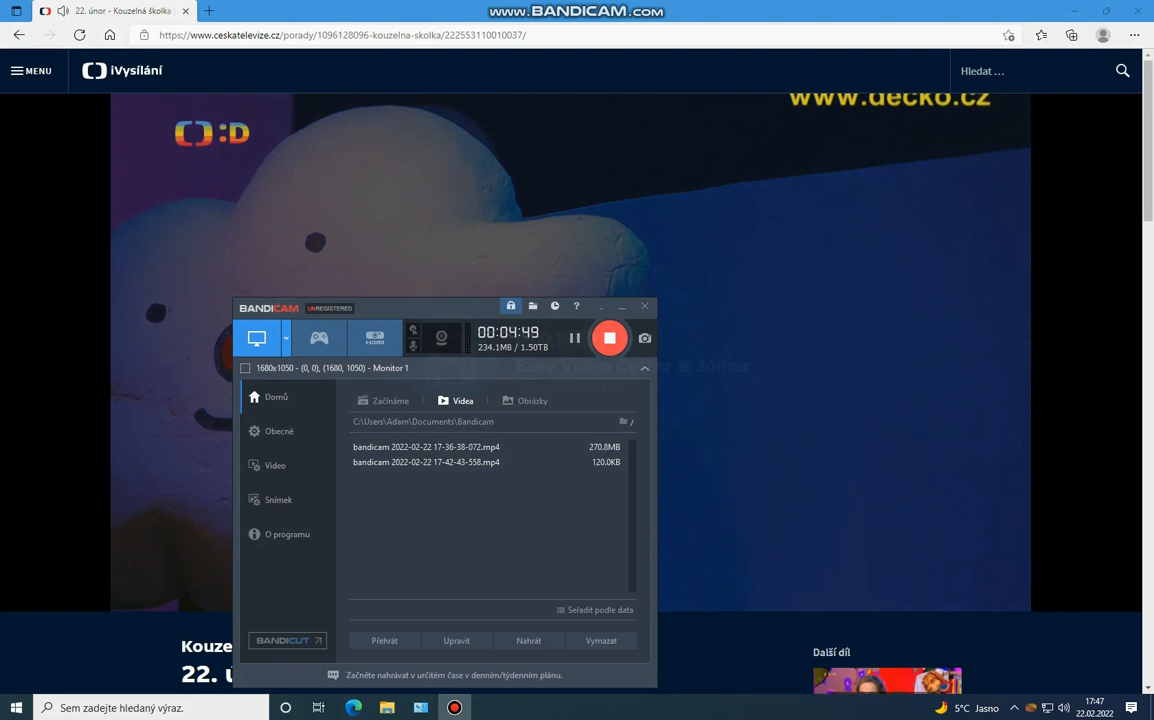 22. únor - Kouzelná školka
www.BANDICAM.com
https://www.ceskatelevize.cz/porady/1096128096-kouzelna-skolka/222553110010037/
MENU
iVysílání
Hledat ...
:D
www.decko.cz
BANDICAM UNREGISTERED
00:04:49
234.1MB / 1.50TB
HDMI
1680x1050 - (0, 0), (1680, 1050) - Monitor 1
Easy Video Cutter & Joiner
Domů
Obecné
Video
Snímek
O programu
Začínáme
Videa
Obrázky
C:\Users\Adam\Documents\Bandicam
bandicam 2022-02-22 17-36-38-072.mp4 270.8MB
bandicam 2022-02-22 17-42-43-558.mp4 120.0KB
Seřadit podle data
BANDICUT
Přehrát
Upravit
Nahrát
Vymazat
Začněte nahrávat v určitém čase v denním/týdenním plánu.
Kouze
22. ú
Další díl
Sem zadejte hledaný výraz.
5°C Jasno
17:47
22.02.2022